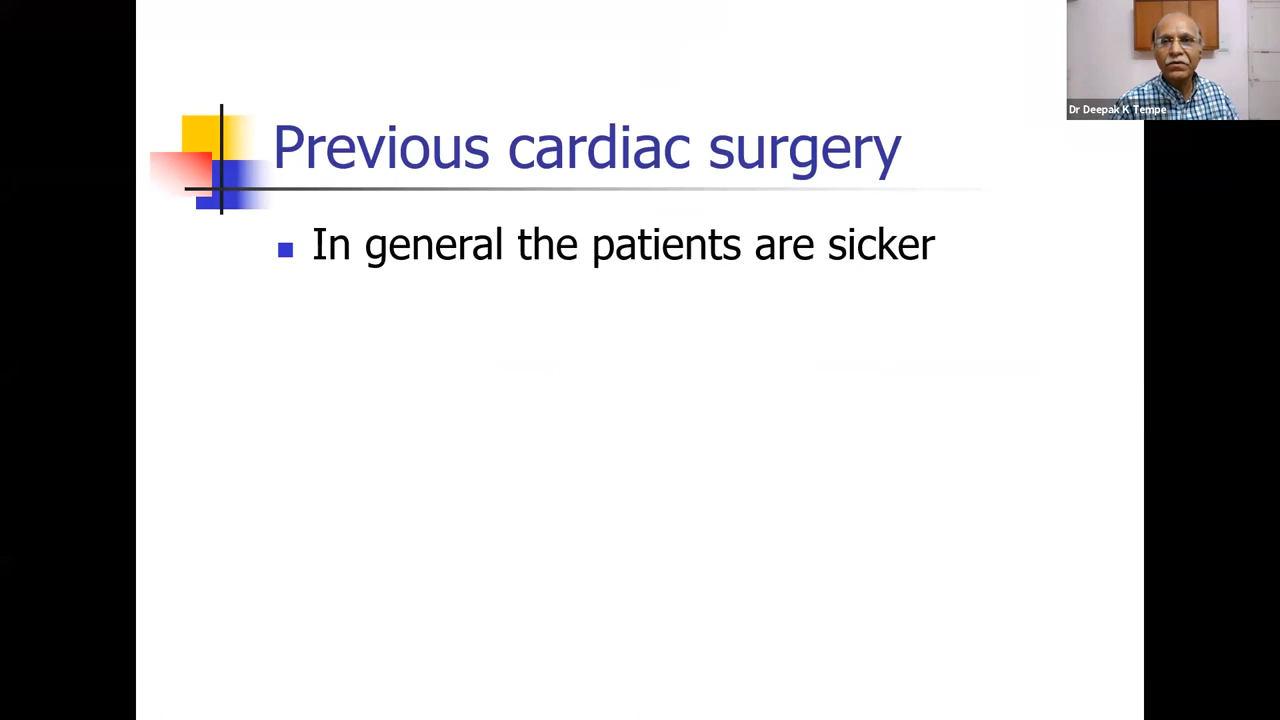 Dr Deepak K Tempe
Previous cardiac surgery
In general the patients are sicker